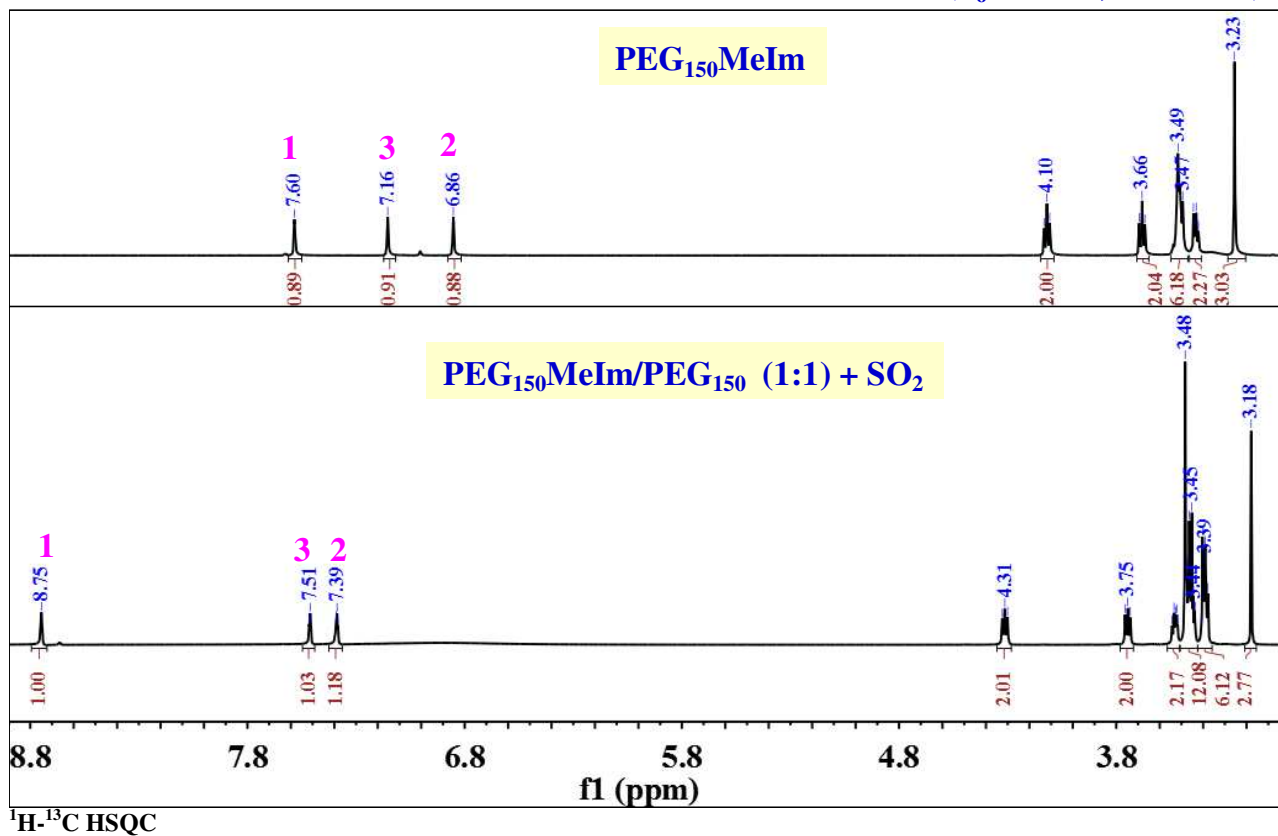 PEG₁₅₀MeIm
1 3 2
7.60 7.16 6.86 4.10 3.66 3.49 3.47 3.23
0.89 0.91 0.88 2.00 2.04 6.18 2.27 3.03
PEG₁₅₀MeIm/PEG₁₅₀ (1:1) + SO₂
1 3 2
8.75 7.51 7.39 4.31 3.75 3.48 3.45 3.44 3.39 3.18
1.00 1.03 1.18 2.01 2.00 2.17 12.08 6.12 2.77
8.8 7.8 6.8 5.8 4.8 3.8
f1 (ppm)
¹H-¹³C HSQC